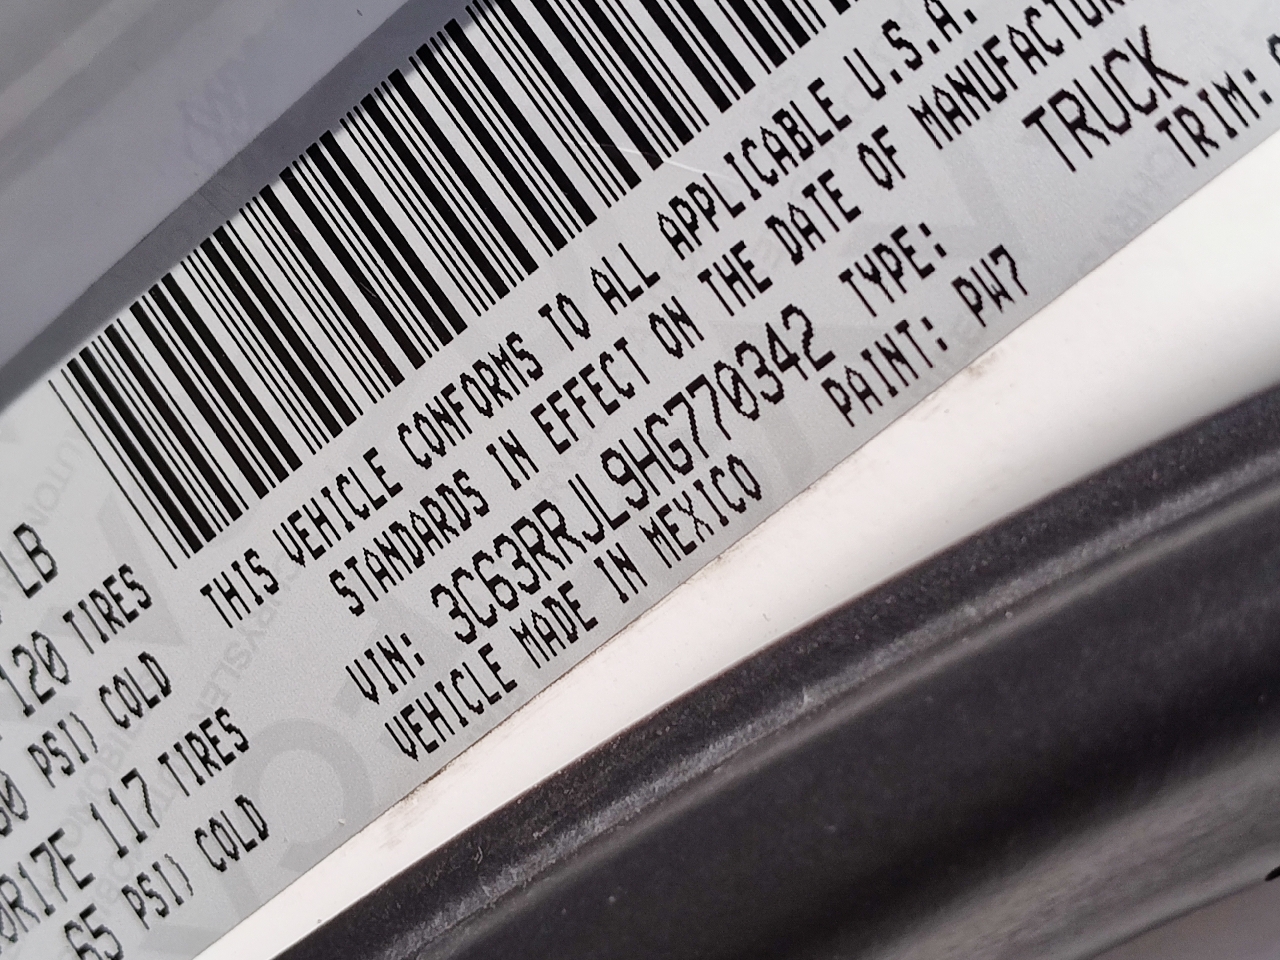 LB
120 TIRES
PSI) COLD
R17E 117 TIRES
65 PSI) COLD
THIS VEHICLE CONFORMS TO ALL APPLICABLE U.S.A.
STANDARDS IN EFFECT ON THE DATE OF MANUFACTUR
VIN: 3C63RRJL9HG770342 TYPE: TRUCK
VEHICLE MADE IN MEXICO PAINT: PW7 TRIM: